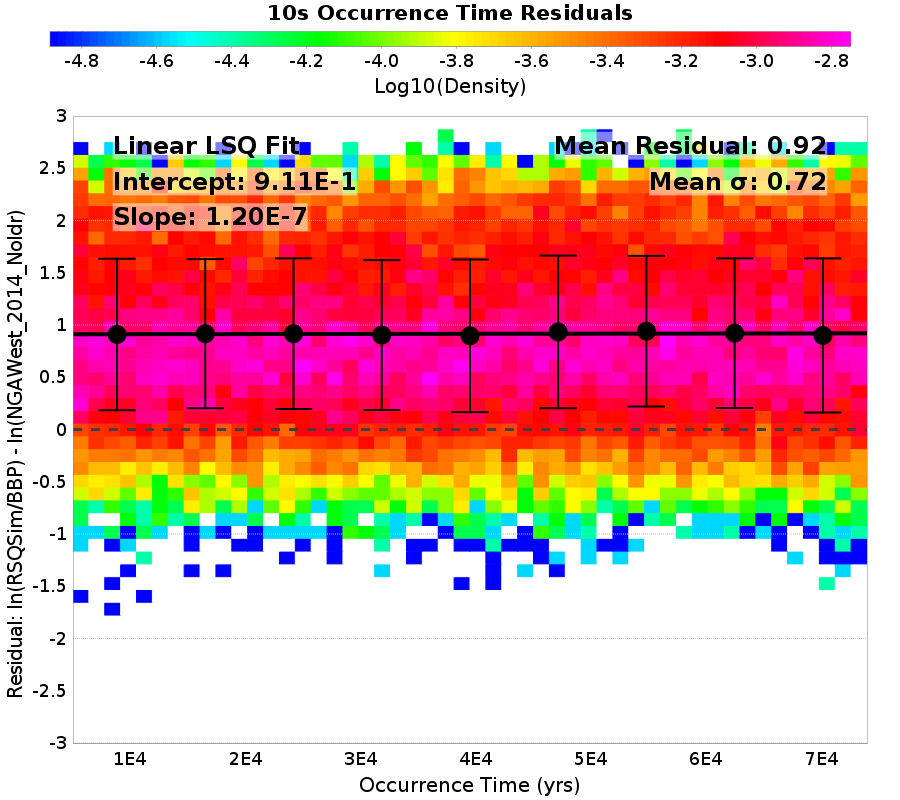 10s Occurrence Time Residuals
-4.8 -4.6 -4.4 -4.2 -4.0 -3.8 -3.6 -3.4 -3.2 -3.0 -2.8
Log10(Density)
Linear LSQ Fit
Intercept: 9.11E-1
Slope: 1.20E-7
Mean Residual: 0.92
Mean σ: 0.72
Residual: ln(RSQSim/BBP) - ln(NGAWest_2014_NoIdr)
3
2.5
2
1.5
1
0.5
0
-0.5
-1
-1.5
-2
-2.5
-3
1E4 2E4 3E4 4E4 5E4 6E4 7E4
Occurrence Time (yrs)